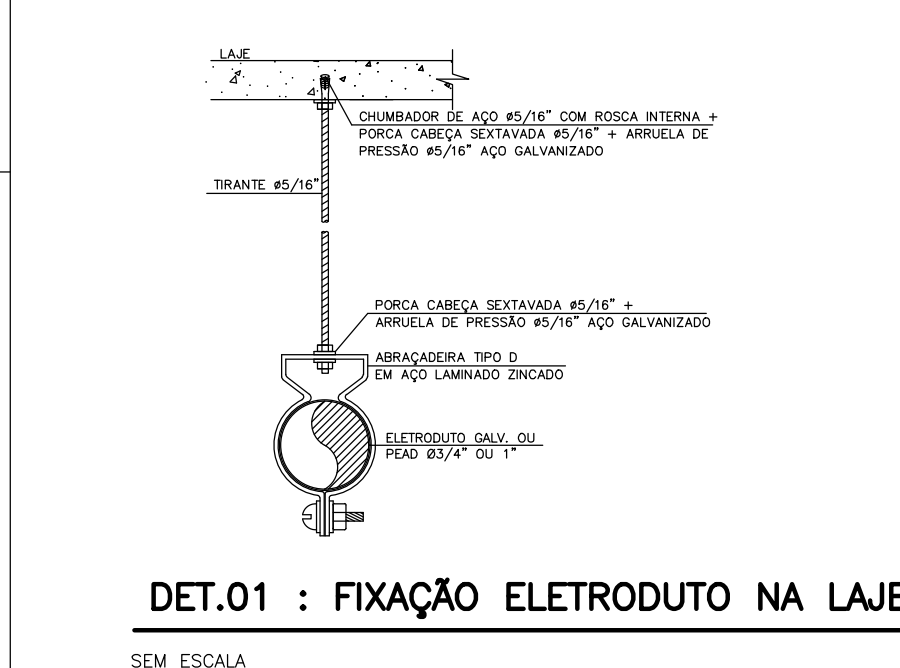 LAJE
CHUMBADOR DE AÇO ø5/16" COM ROSCA INTERNA +
PORCA CABEÇA SEXTAVADA ø5/16" + ARRUELA DE
PRESSÃO ø5/16" AÇO GALVANIZADO
TIRANTE ø5/16"
PORCA CABEÇA SEXTAVADA ø5/16" +
ARRUELA DE PRESSÃO ø5/16" AÇO GALVANIZADO
ABRAÇADEIRA TIPO D
EM AÇO LAMINADO ZINCADO
ELETRODUTO GALV. OU
PEAD Ø3/4" OU 1"
DET.01 : FIXAÇÃO ELETRODUTO NA LAJE
SEM ESCALA